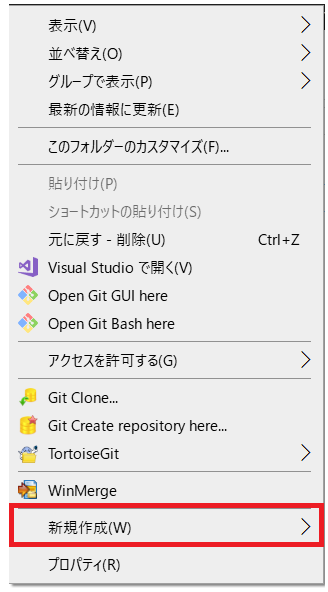 表示(V)
並べ替え(O)
グループで表示(P)
最新の情報に更新(E)
このフォルダーのカスタマイズ(F)...
貼り付け(P)
ショートカットの貼り付け(S)
元に戻す - 削除(U) Ctrl+Z
Visual Studio で開く(V)
Open Git GUI here
Open Git Bash here
アクセスを許可する(G)
Git Clone...
Git Create repository here...
TortoiseGit
WinMerge
新規作成(W)
プロパティ(R)